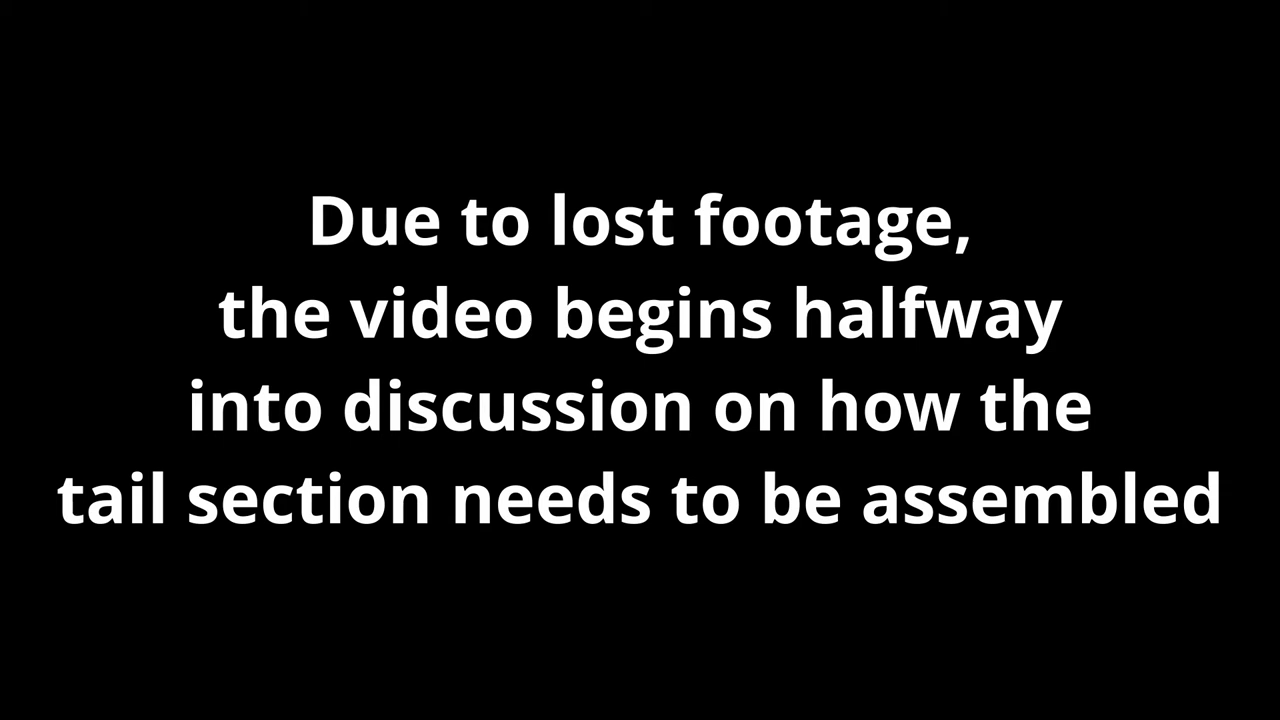 Due to lost footage,
the video begins halfway
into discussion on how the
tail section needs to be assembled